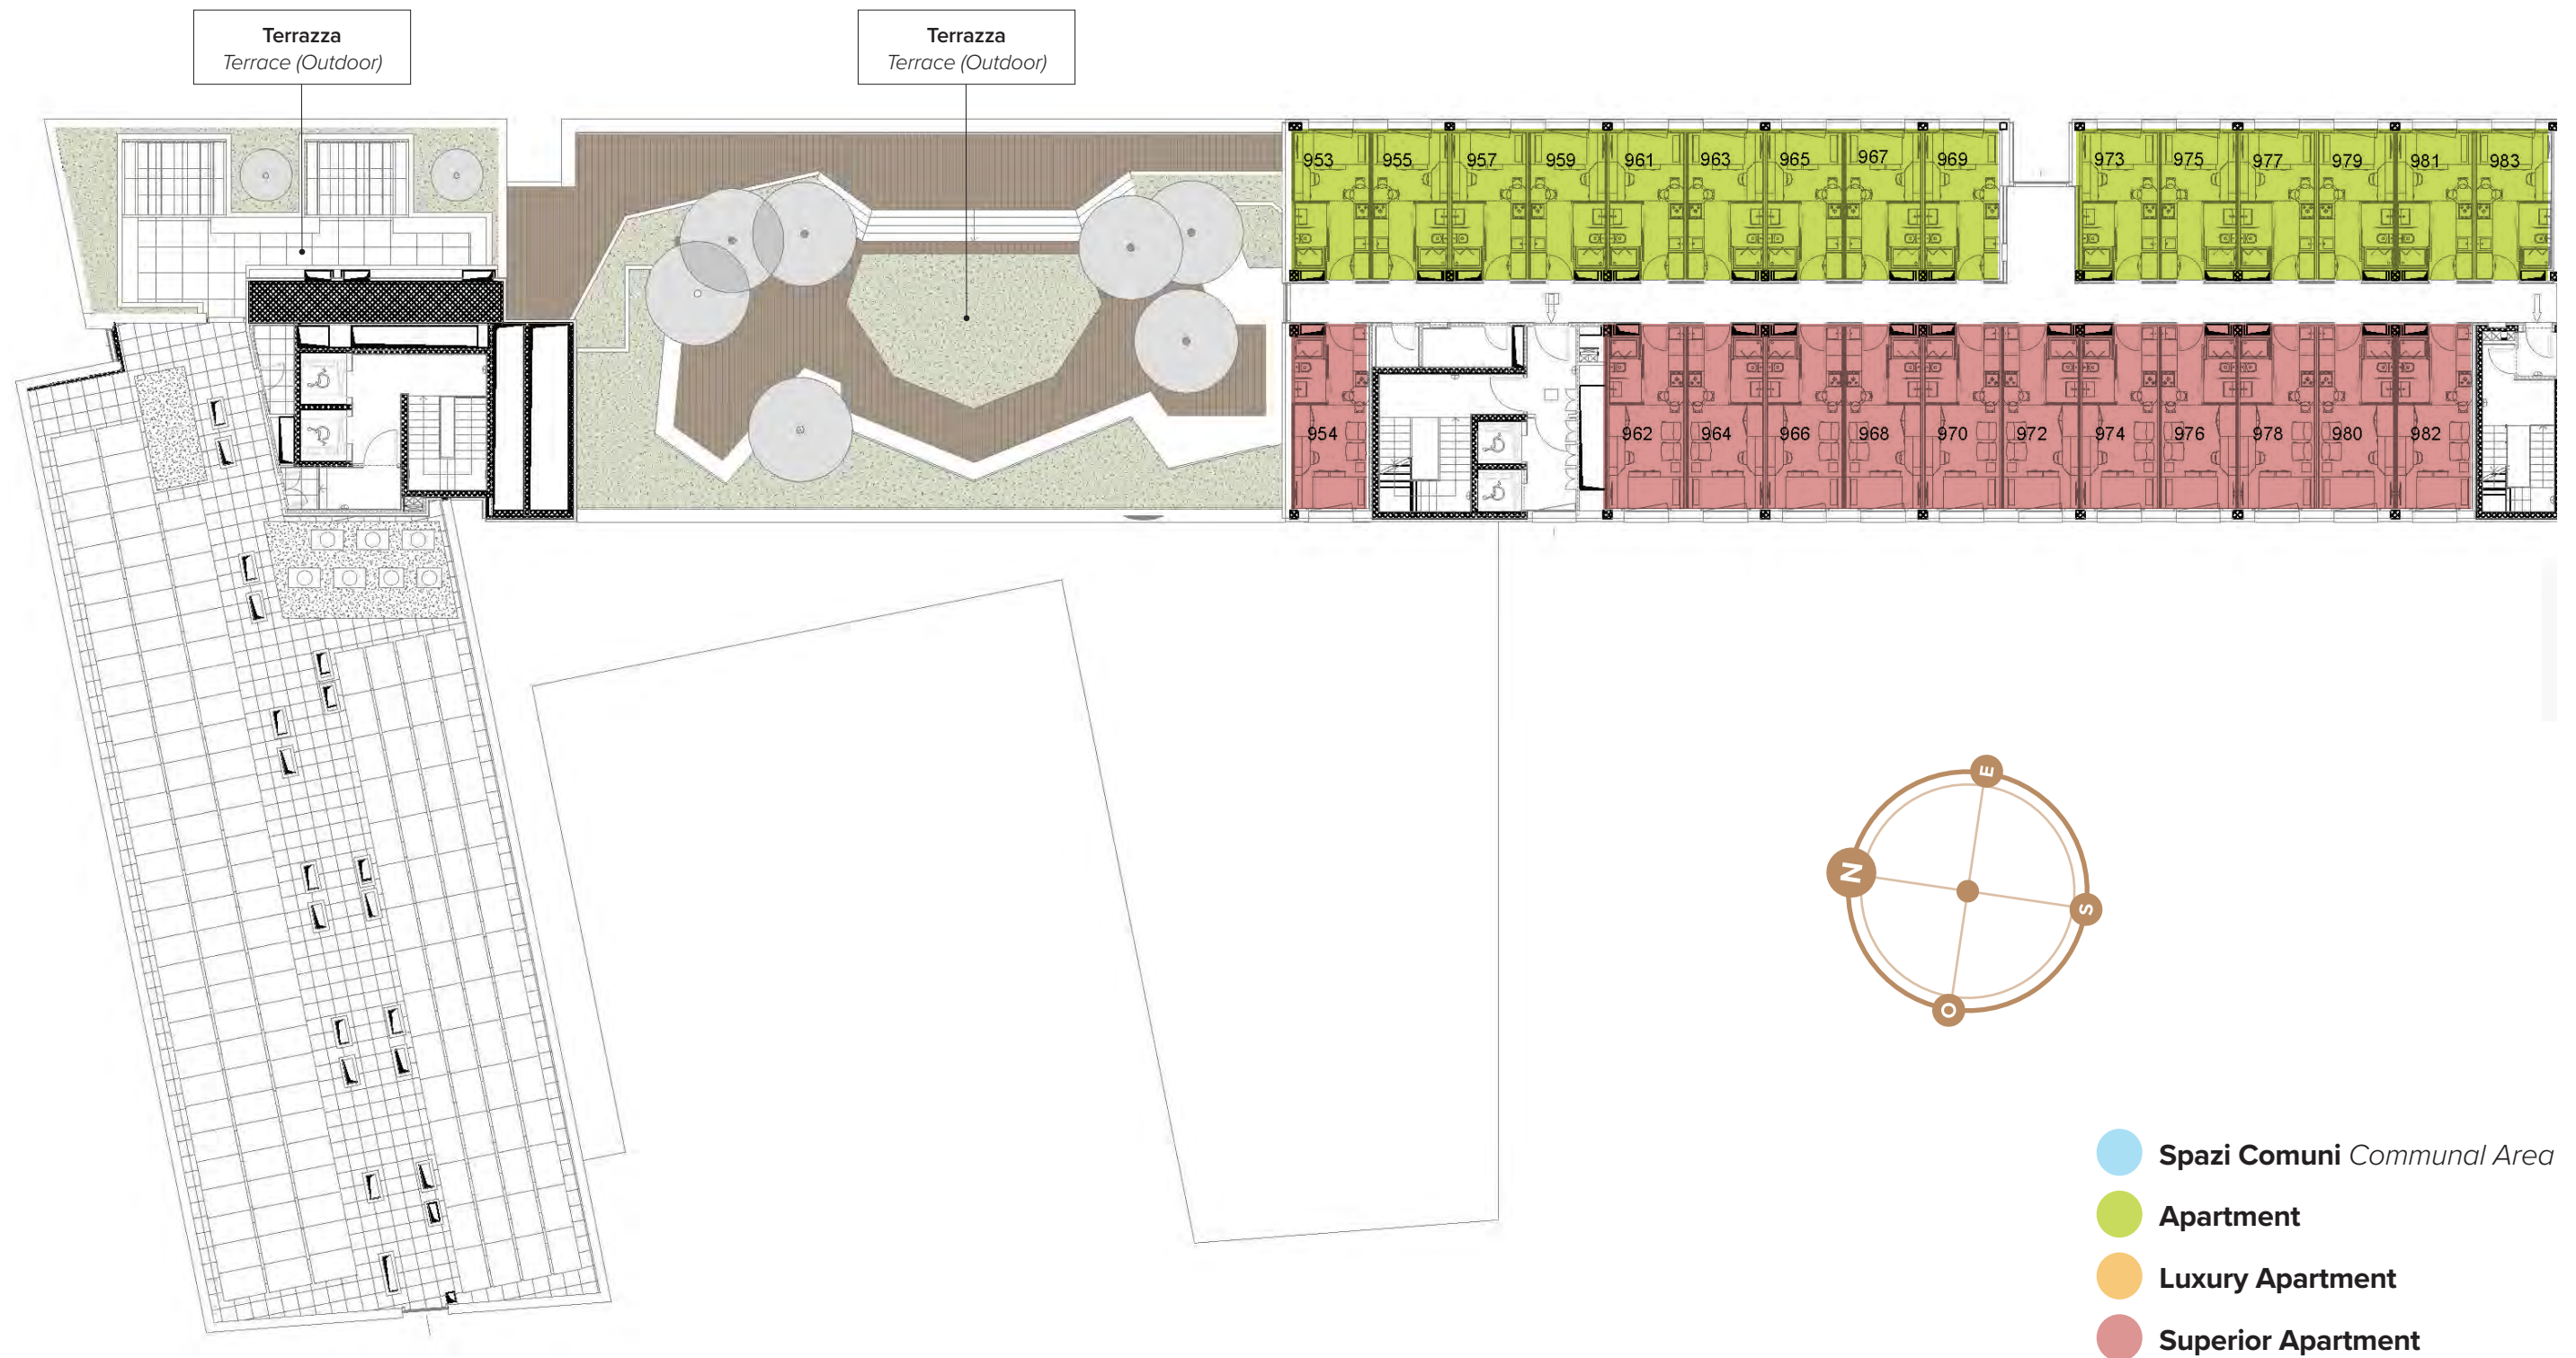 Terrazza
Terrace (Outdoor)
Terrazza
Terrace (Outdoor)
953 955 957 959 961 963 965 967 969 973 975 977 979 981 983
954 962 964 966 968 970 972 974 976 978 980 982
E
N
S
O
Spazi Comuni Communal Area
Apartment
Luxury Apartment
Superior Apartment